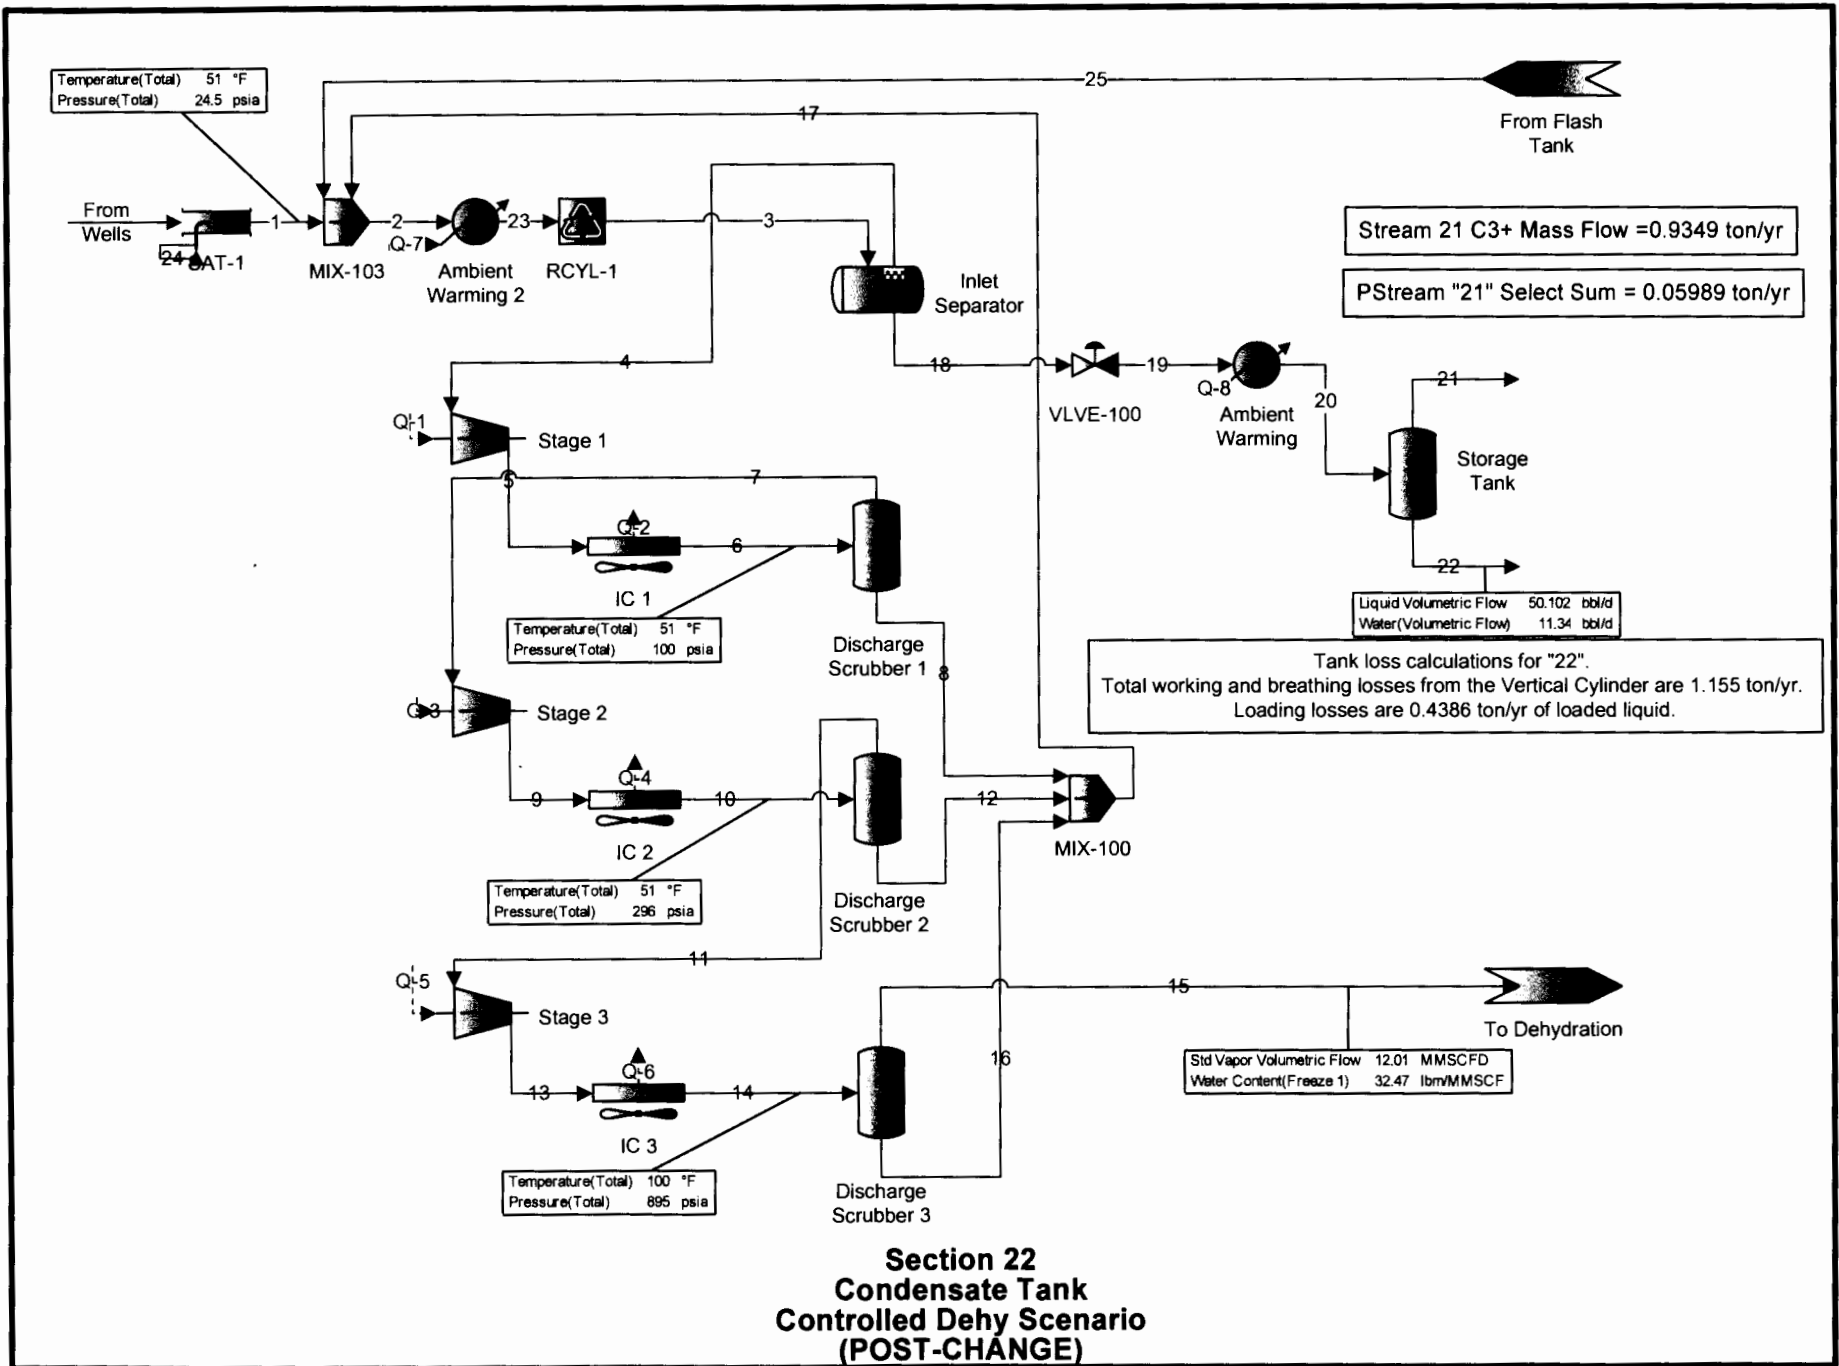 Temperature(Total) 51 °F
Pressure(Total) 24.5 psia
25
17
From Flash
Tank
From
Wells
1
2
23
3
Q-7
24
SAT-1
MIX-103
Ambient
Warming 2
RCYL-1
Inlet
Separator
Stream 21 C3+ Mass Flow =0.9349 ton/yr
PStream "21" Select Sum = 0.05989 ton/yr
4
18
19
Q-8
20
21
VLVE-100
Ambient
Warming
Storage
Tank
Q-1
Stage 1
5
7
Q-2
6
IC 1
22
Liquid Volumetric Flow 50.102 bbl/d
Water(Volumetric Flow) 11.34 bbl/d
Temperature(Total) 51 °F
Pressure(Total) 100 psia
Discharge
Scrubber 1
8
Tank loss calculations for "22".
Total working and breathing losses from the Vertical Cylinder are 1.155 ton/yr.
Loading losses are 0.4386 ton/yr of loaded liquid.
Q-3
Stage 2
Q-4
9
10
12
IC 2
MIX-100
Temperature(Total) 51 °F
Pressure(Total) 296 psia
Discharge
Scrubber 2
11
Q-5
Stage 3
15
To Dehydration
16
Std Vapor Volumetric Flow 12.01 MMSCFD
Water Content(Freeze 1) 32.47 lbm/MMSCF
Q-6
13
14
IC 3
Temperature(Total) 100 °F
Pressure(Total) 895 psia
Discharge
Scrubber 3
Section 22
Condensate Tank
Controlled Dehy Scenario
(POST-CHANGE)